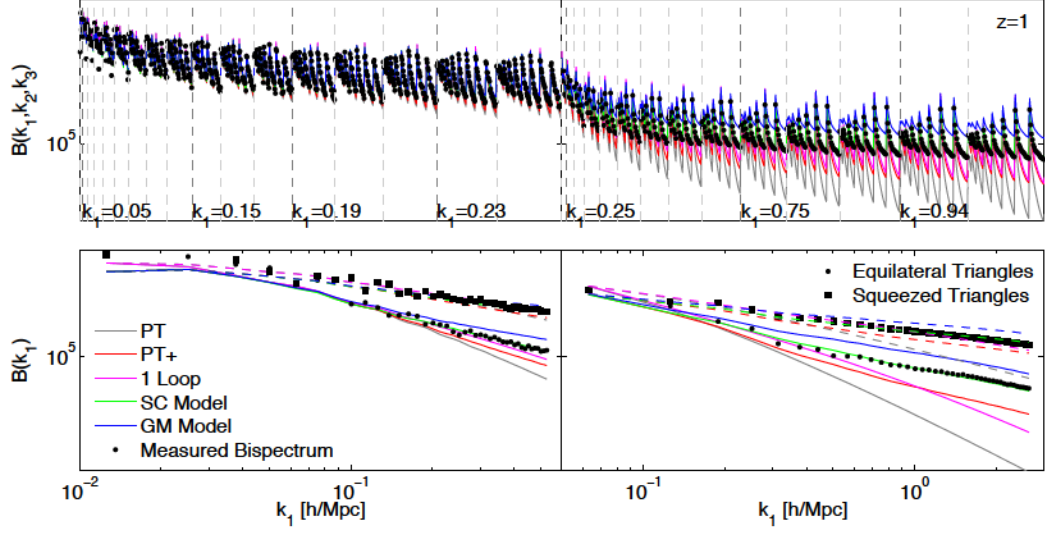 z=1
B(k1,k2,k3)
10^5
k1=0.05 k1=0.15 k1=0.19 k1=0.23 k1=0.25 k1=0.75 k1=0.94
B(k1)
10^5
PT
PT+
1 Loop
SC Model
GM Model
Measured Bispectrum
Equilateral Triangles
Squeezed Triangles
10^-2 10^-1 10^-1 10^0
k1 [h/Mpc] k1 [h/Mpc]